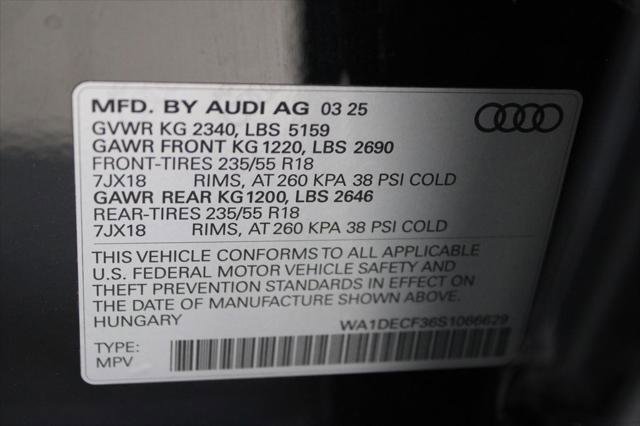 MFD. BY AUDI AG 03 25
GVWR KG 2340, LBS 5159
GAWR FRONT KG 1220, LBS 2690
FRONT-TIRES 235/55 R18
7JX18 RIMS, AT 260 KPA 38 PSI COLD
GAWR REAR KG 1200, LBS 2646
REAR-TIRES 235/55 R18
7JX18 RIMS, AT 260 KPA 38 PSI COLD
THIS VEHICLE CONFORMS TO ALL APPLICABLE
U.S. FEDERAL MOTOR VEHICLE SAFETY AND
THEFT PREVENTION STANDARDS IN EFFECT ON
THE DATE OF MANUFACTURE SHOWN ABOVE.
HUNGARY WA1DECF36S1086629
TYPE:
MPV